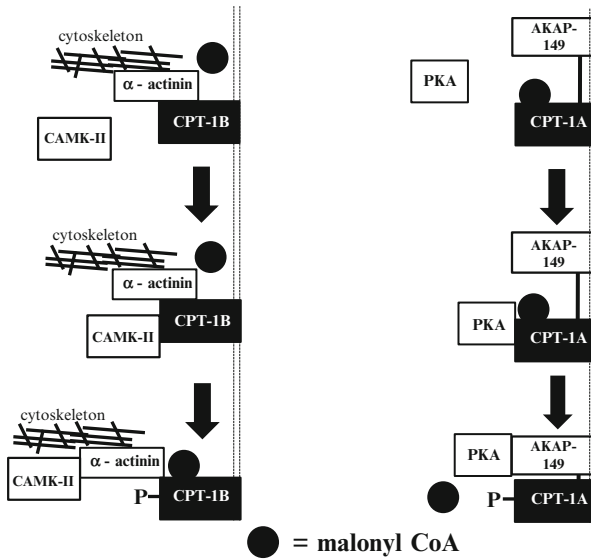 cytoskeleton
α - actinin
CPT-1B
CAMK-II
cytoskeleton
α - actinin
CPT-1B
CAMK-II
cytoskeleton
α - actinin
CAMK-II
P
CPT-1B
AKAP-
149
PKA
CPT-1A
AKAP-
149
PKA
CPT-1A
PKA
AKAP-
149
P
CPT-1A
= malonyl CoA